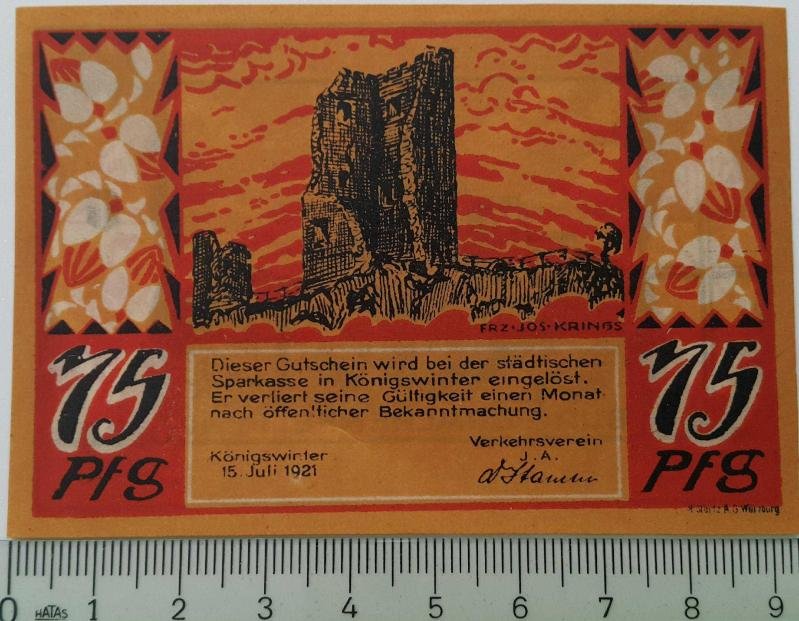 FRZ·JOS·KRINGS
75
Pfg
Dieser Gutschein wird bei der städtischen
Sparkasse in Königswinter eingelöst.
Er verliert seine Gültigkeit einen Monat
nach öffentlicher Bekanntmachung.
Königswinter
15. Juli 1921
Verkehrsverein
J.A.
75
Pfg
A.G. Würzburg
0 HATAS 1 2 3 4 5 6 7 8 9